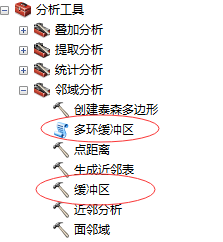 分析工具
叠加分析
提取分析
统计分析
邻域分析
创建泰森多边形
多环缓冲区
点距离
生成近邻表
缓冲区
近邻分析
面邻域